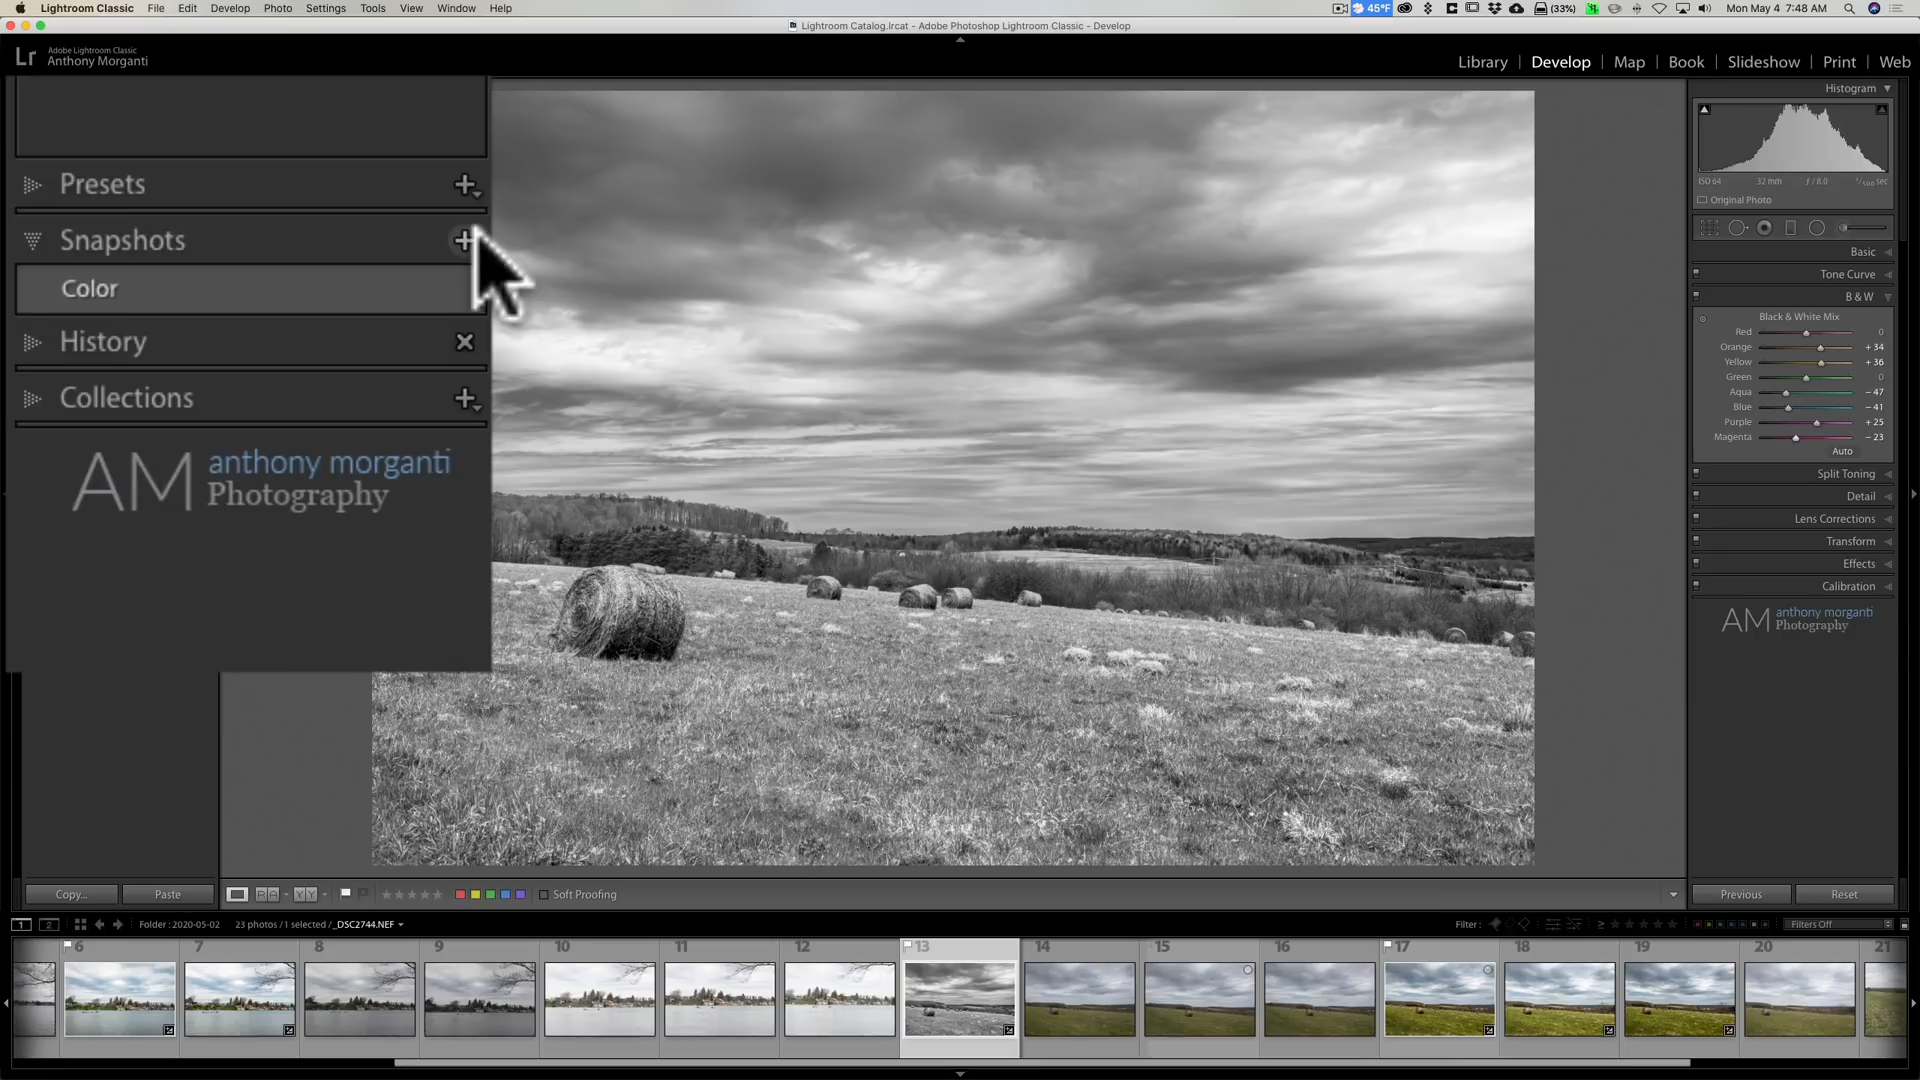 Lightroom Classic File Edit Develop Photo Settings Tools View Window Help
45°F (33%) Mon May 4 7:48 AM
Lightroom Catalog.lrcat - Adobe Photoshop Lightroom Classic - Develop
Lr Adobe Lightroom Classic
Anthony Morganti
Library | Develop | Map | Book | Slideshow | Print | Web
Presets
Snapshots
Color
History
Collections
AM anthony morganti
Photography
Histogram
ISO 64 32 mm ƒ / 8.0
Original Photo
Basic
Tone Curve
B & W
Black & White Mix
Red 0
Orange + 34
Yellow + 36
Green 0
Aqua - 47
Blue - 41
Purple + 25
Magenta - 23
Auto
Split Toning
Detail
Lens Corrections
Transform
Effects
Calibration
AM anthony morganti
Photography
Copy... Paste
Soft Proofing
Previous Reset
1 2 Folder : 2020-05-02 23 photos / 1 selected / _DSC2744.NEF
Filter : Filters Off
6 7 8 9 10 11 12 13 14 15 16 17 18 19 20 21